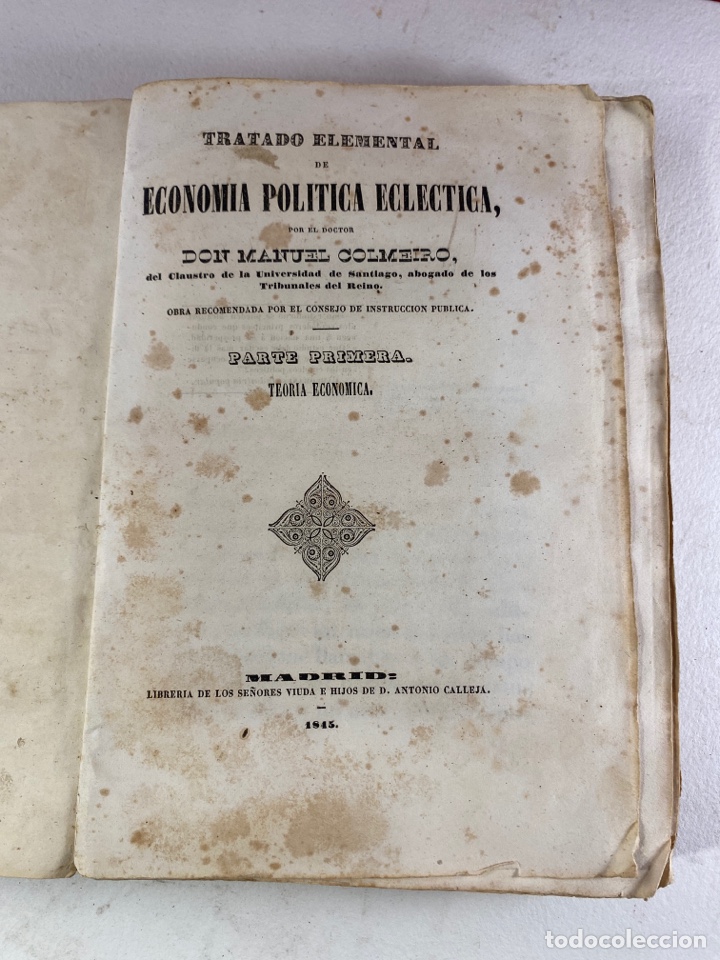 TRATADO ELEMENTAL
DE
ECONOMIA POLITICA ECLECTICA,
POR EL DOCTOR
DON MANUEL COLMEIRO,
del Claustro de la Universidad de Santiago, abogado de los
Tribunales del Reino.
OBRA RECOMENDADA POR EL CONSEJO DE INSTRUCCION PUBLICA.
PARTE PRIMERA.
TEORIA ECONOMICA.
MADRID:
LIBRERIA DE LOS SEÑORES VIUDA E HIJOS DE D. ANTONIO CALLEJA.
1845.
todocoleccion